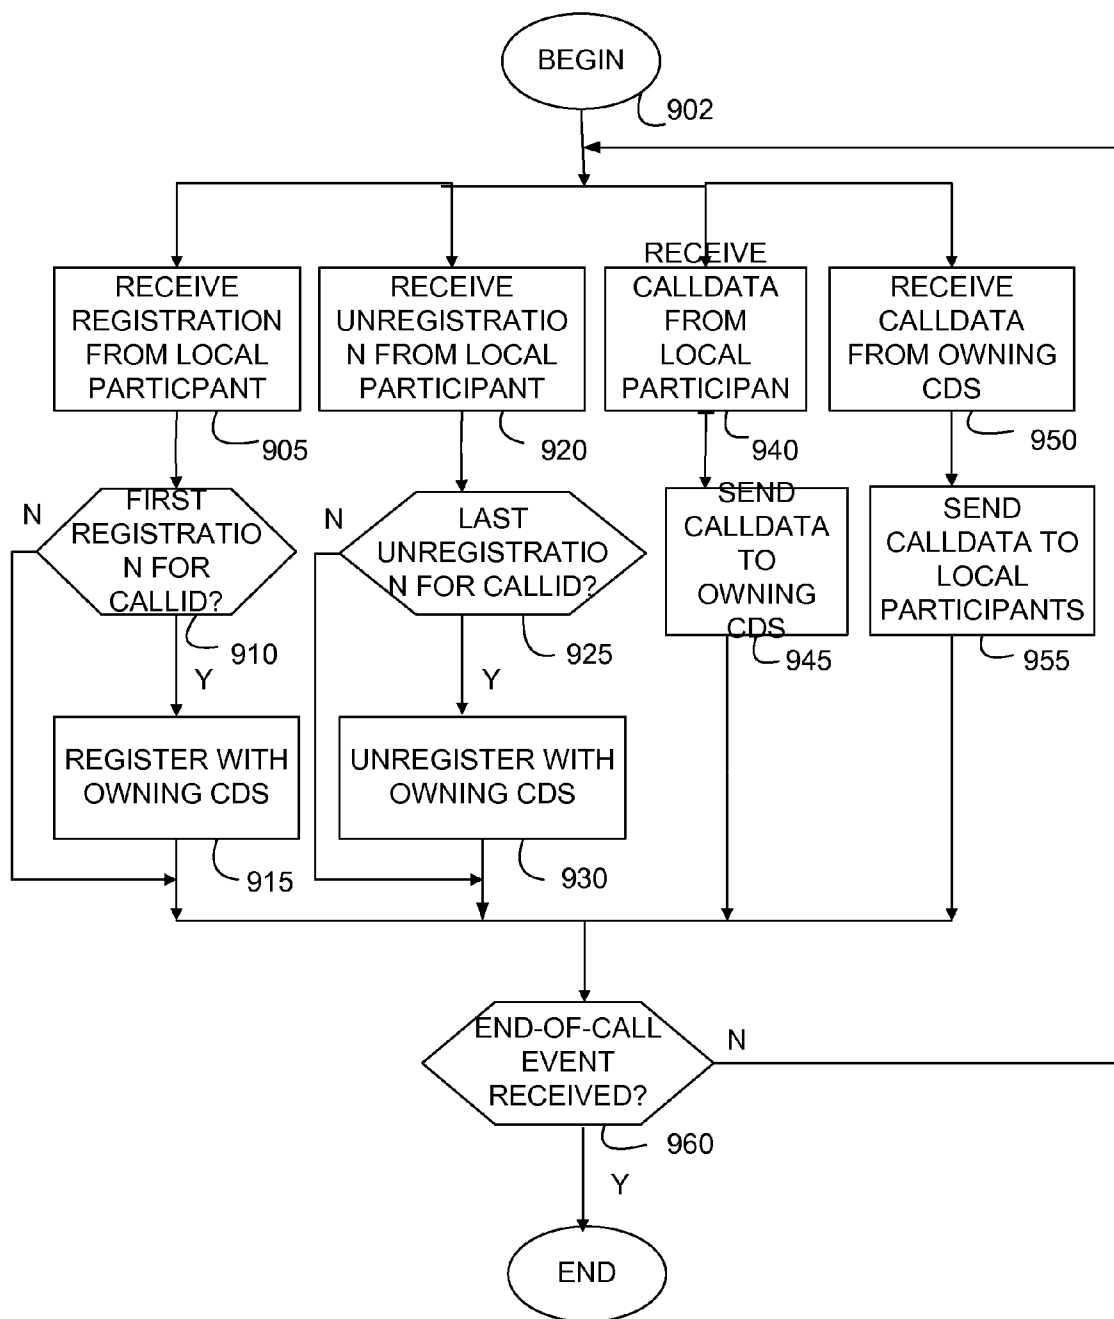 BEGIN
902
RECEIVE
REGISTRATION
FROM LOCAL
PARTICPANT
905
RECEIVE
UNREGISTRATIO
N FROM LOCAL
PARTICIPANT
920
RECEIVE
CALLDATA
FROM
LOCAL
PARTICIPAN
940
RECEIVE
CALLDATA
FROM OWNING
CDS
950
N
FIRST
REGISTRATIO
N FOR
CALLID?
910
Y
N
LAST
UNREGISTRATIO
N FOR CALLID?
925
Y
SEND
CALLDATA
TO
OWNING
CDS
945
SEND
CALLDATA TO
LOCAL
PARTICIPANTS
955
REGISTER WITH
OWNING CDS
915
UNREGISTER WITH
OWNING CDS
930
END-OF-CALL
EVENT
RECEIVED?
N
960
Y
END